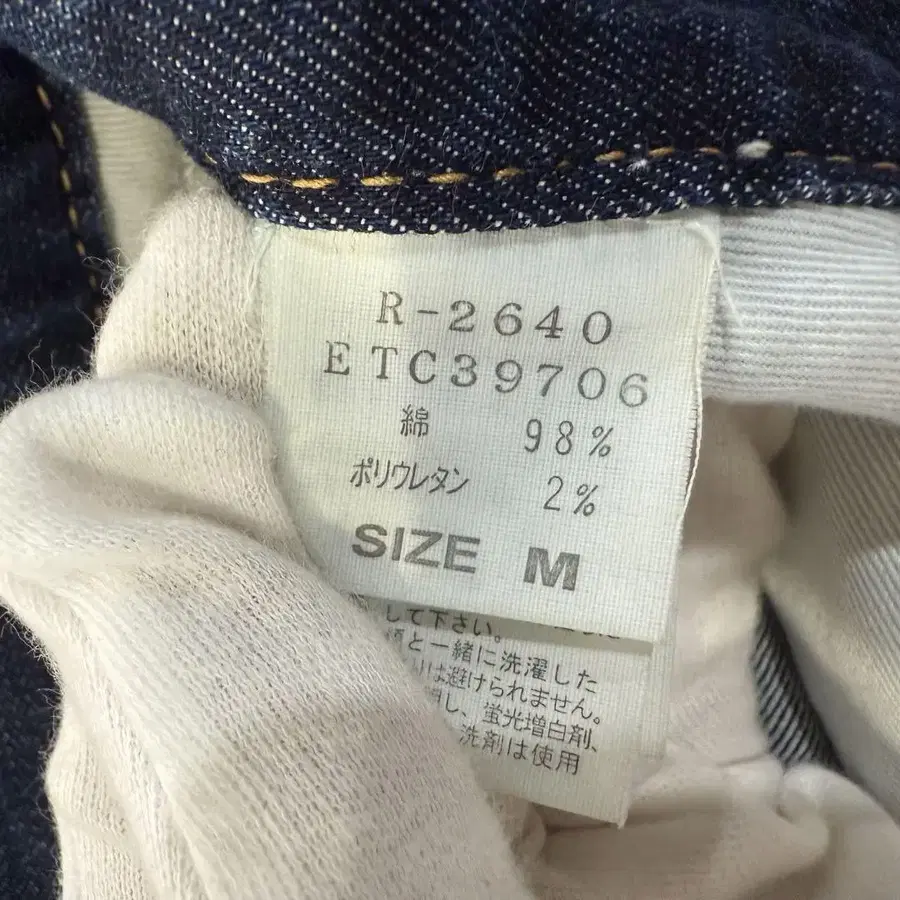 R-2640
ETC39706
綿 98%
ポリウレタン 2%
SIZE M
して下さい。
と一緒に洗濯した
は避けられません。
し、蛍光増白剤、
洗剤は使用